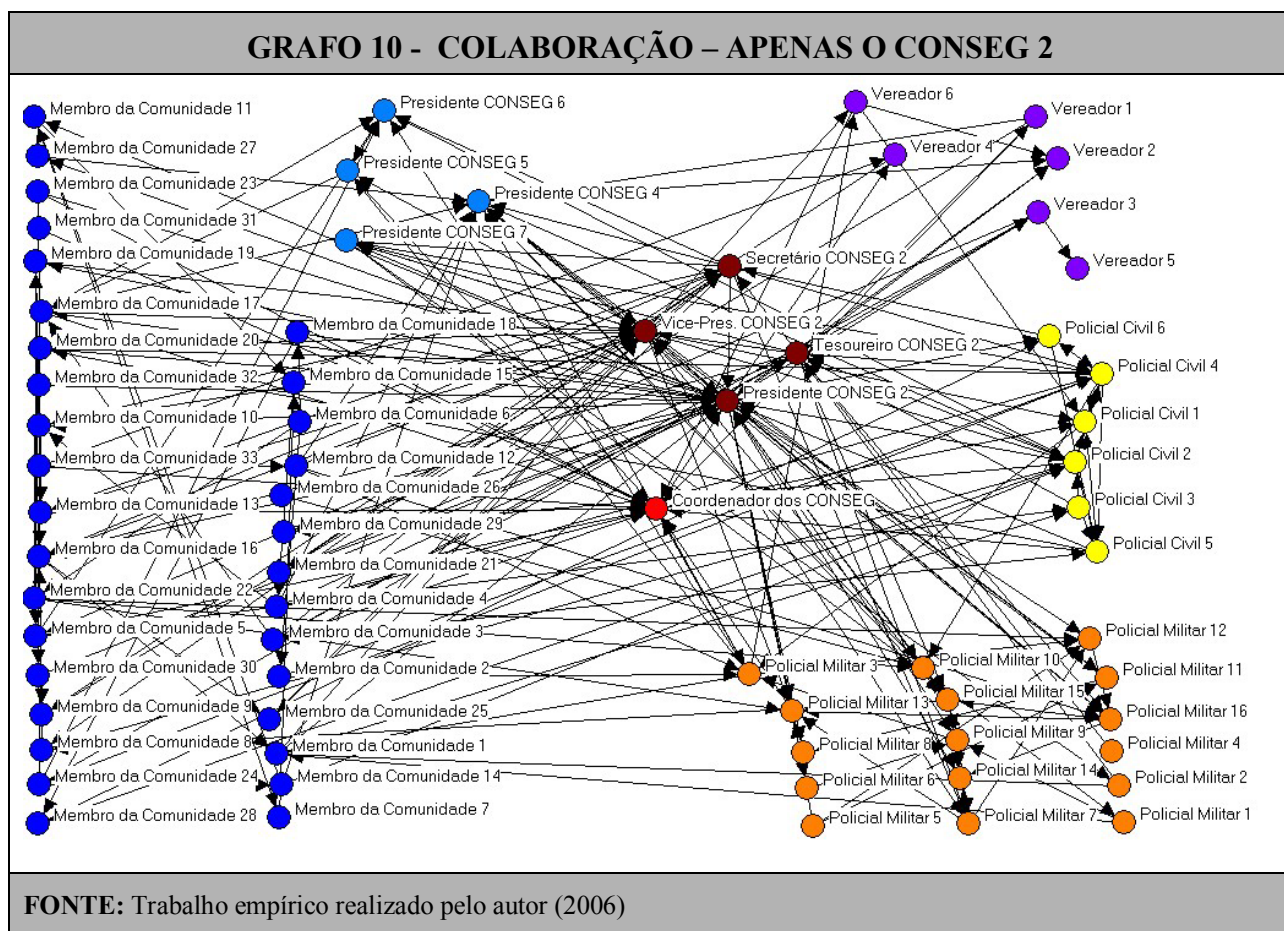 GRAFO 10 - COLABORAÇÃO – APENAS O CONSEG 2
Membro da Comunidade 11
Membro da Comunidade 27
Membro da Comunidade 23
Membro da Comunidade 31
Membro da Comunidade 19
Membro da Comunidade 17
Membro da Comunidade 20
Membro da Comunidade 32
Membro da Comunidade 10
Membro da Comunidade 33
Membro da Comunidade 13
Membro da Comunidade 16
Membro da Comunidade 22
Membro da Comunidade 5
Membro da Comunidade 30
Membro da Comunidade 9
Membro da Comunidade 8
Membro da Comunidade 24
Membro da Comunidade 28
Membro da Comunidade 18
Membro da Comunidade 15
Membro da Comunidade 6
Membro da Comunidade 12
Membro da Comunidade 26
Membro da Comunidade 29
Membro da Comunidade 21
Membro da Comunidade 4
Membro da Comunidade 3
Membro da Comunidade 2
Membro da Comunidade 25
Membro da Comunidade 1
Membro da Comunidade 14
Membro da Comunidade 7
Presidente CONSEG 6
Presidente CONSEG 5
Presidente CONSEG 4
Presidente CONSEG 7
Secretário CONSEG 2
Vice-Pres. CONSEG 2
Tesoureiro CONSEG 2
Presidente CONSEG 2
Coordenador dos CONSEG
Vereador 6
Vereador 4
Vereador 1
Vereador 2
Vereador 3
Vereador 5
Policial Civil 6
Policial Civil 4
Policial Civil 1
Policial Civil 2
Policial Civil 3
Policial Civil 5
Policial Militar 3
Policial Militar 13
Policial Militar 8
Policial Militar 6
Policial Militar 5
Policial Militar 10
Policial Militar 15
Policial Militar 9
Policial Militar 14
Policial Militar 7
Policial Militar 12
Policial Militar 11
Policial Militar 16
Policial Militar 4
Policial Militar 2
Policial Militar 1
FONTE: Trabalho empírico realizado pelo autor (2006)